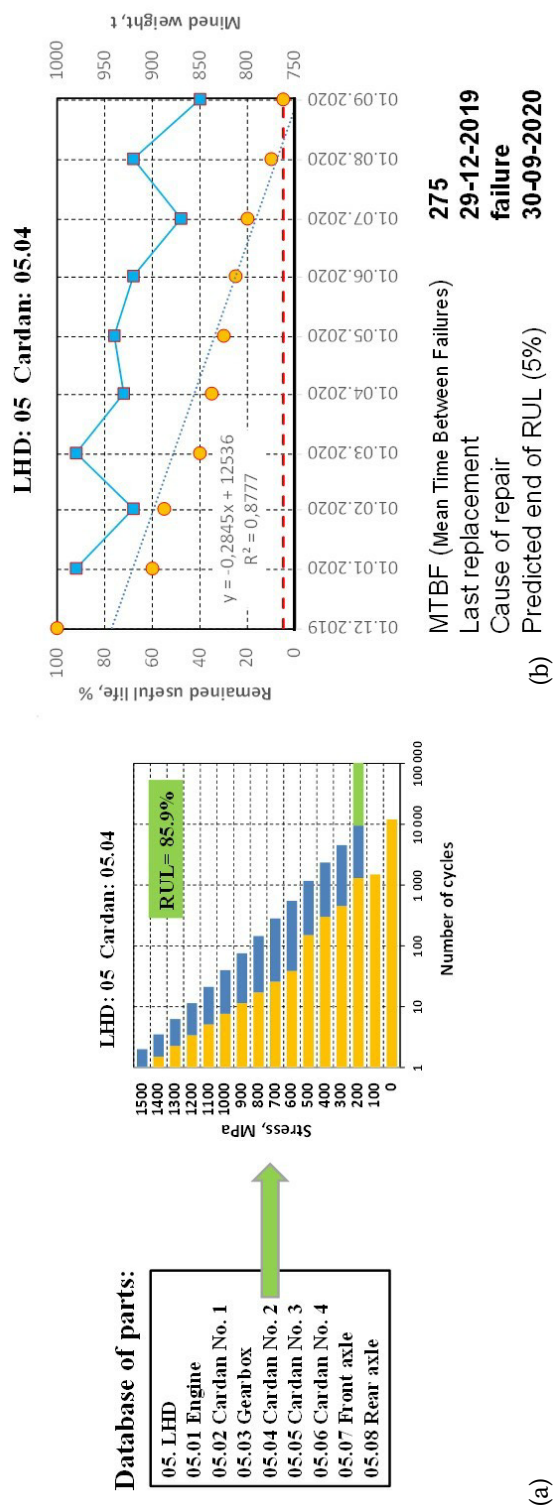 Database of parts:
05. LHD
05.01 Engine
05.02 Cardan No. 1
05.03 Gearbox
05.04 Cardan No. 2
05.05 Cardan No. 3
05.06 Cardan No. 4
05.07 Front axle
05.08 Rear axle
LHD: 05 Cardan: 05.04
RUL= 85.9%
Stress, MPa
1500
1400
1300
1200
1100
1000
900
800
700
600
500
400
300
200
100
0
1
10
100
1 000
10 000
100 000
Number of cycles
(a)
LHD: 05 Cardan: 05.04
Remained useful life, %
100
80
60
40
20
0
Mined weight, t
1000
950
900
850
800
750
y = -0,2845x + 12536
R² = 0,8777
01.12.2019
01.01.2020
01.02.2020
01.03.2020
01.04.2020
01.05.2020
01.06.2020
01.07.2020
01.08.2020
01.09.2020
MTBF (Mean Time Between Failures) 275
Last replacement 29-12-2019
Cause of repair failure
Predicted end of RUL (5%) 30-09-2020
(b)